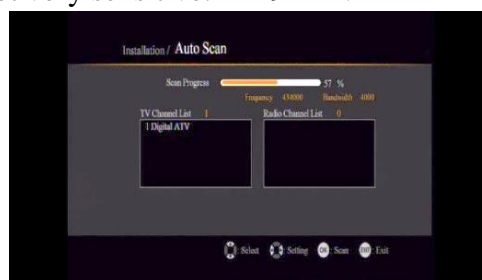 Installation / Auto Scan
Scan Progress 57 %
Frequency 434000 Bandwidth 4000
TV Channel List 1 Radio Channel List 0
1 Digital ATV
Select Setting OK Scan EXIT Exit